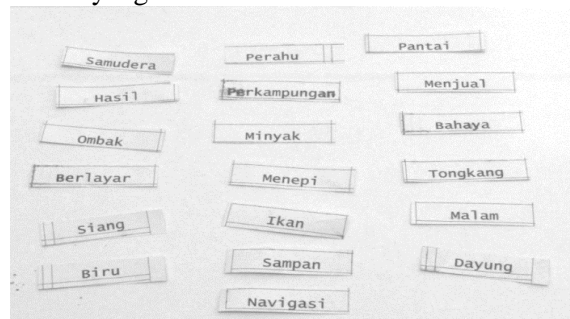 Samudera
Perahu
Pantai
Hasil
Perkampungan
Menjual
Ombak
Minyak
Bahaya
Berlayar
Menepi
Tongkang
Siang
Ikan
Malam
Biru
Sampan
Dayung
Navigasi